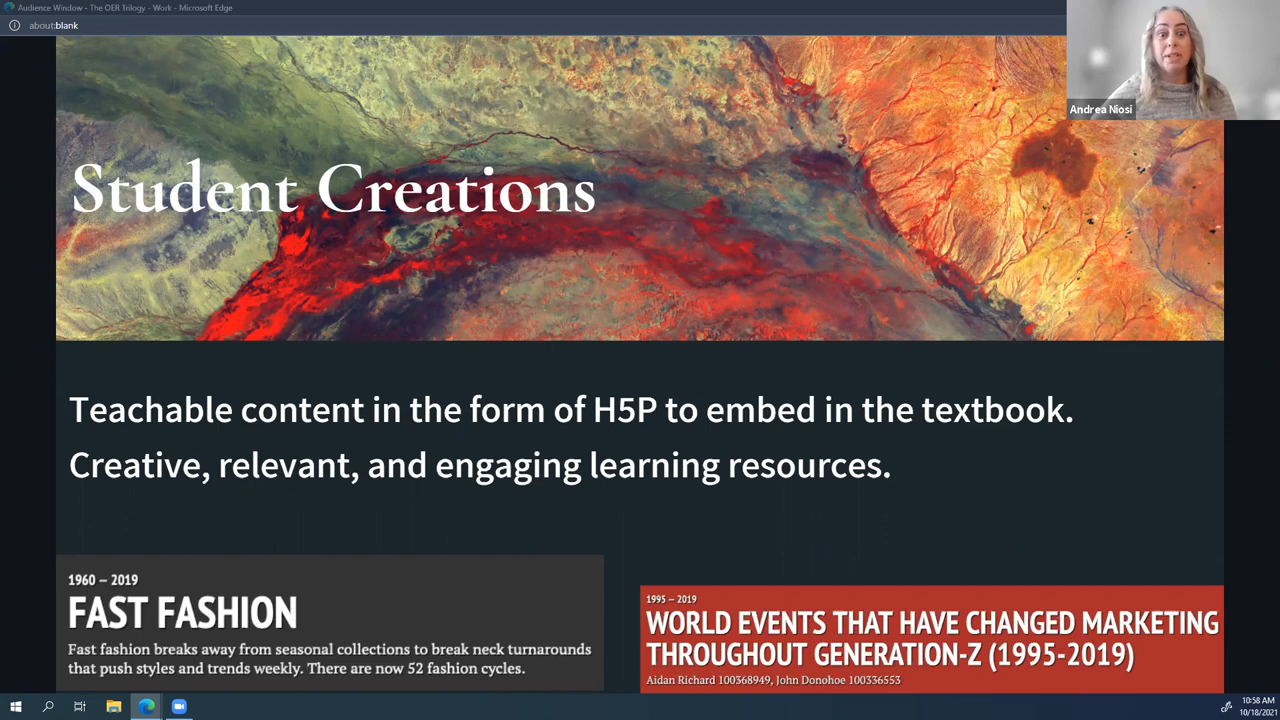 Audience Window - The OER Trilogy - Work - Microsoft Edge
about:blank
Andrea Niosi
Student Creations
Teachable content in the form of H5P to embed in the textbook.
Creative, relevant, and engaging learning resources.
1960 – 2019
FAST FASHION
Fast fashion breaks away from seasonal collections to break neck turnarounds
that push styles and trends weekly. There are now 52 fashion cycles.
1995 – 2019
WORLD EVENTS THAT HAVE CHANGED MARKETING
THROUGHOUT GENERATION-Z (1995-2019)
Aidan Richard 100368949, John Donohoe 100336553
10:58 AM
10/18/2021